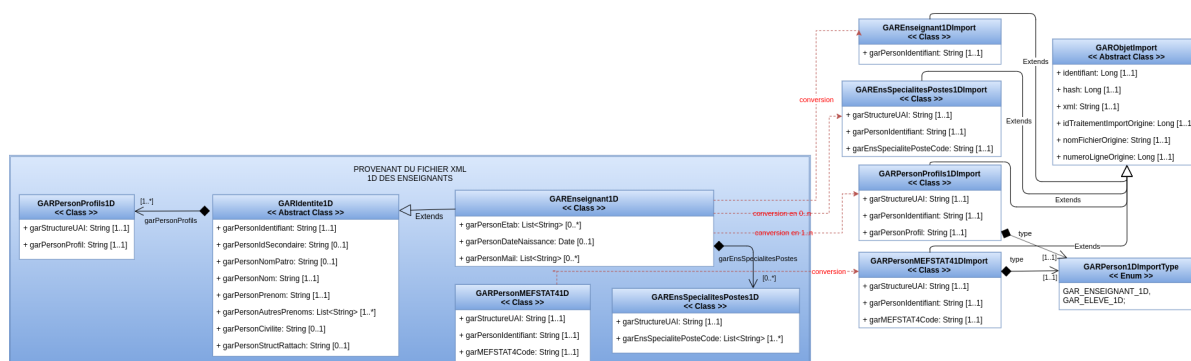 PROVENANT DU FICHIER XML
1D DES ENSEIGNANTS
GARPersonProfils1D
<< Class >>
+ garStructureUAI: String [1..1]
+ garPersonProfil: String [1..1]
[1..*]
garPersonProfils
GARIdentite1D
<< Abstract Class >>
+ garPersonIdentifiant: String [1..1]
+ garPersonIdSecondaire: String [0..1]
+ garPersonNomPatro: String [0..1]
+ garPersonNom: String [1..1]
+ garPersonPrenom: String [1..1]
+ garPersonAutresPrenoms: List<String> [1..*]
+ garPersonCivilite: String [0..1]
+ garPersonStructRattach: String [0..1]
Extends
GAREnseignant1D
<< Class >>
+ garPersonEtab: List<String> [0..*]
+ garPersonDateNaissance: Date [0..1]
+ garPersonMail: List<String> [0..*]
garEnsSpecialitesPostes
[0..*]
GARPersonMEFSTAT41D
<< Class >>
+ garStructureUAI: String [1..1]
+ garPersonIdentifiant: String [1..1]
+ garMEFSTAT4Code: String [1..1]
GAREnsSpecialitesPostes1D
<< Class >>
+ garStructureUAI: String [1..1]
+ garEnsSpecialitePosteCode: List<String> [1..*]
conversion
conversion en 0..n
conversion en 1..n
conversion
GAREnseignant1DImport
<< Class >>
+ garPersonIdentifiant: String [1..1]
GAREnsSpecialitesPostes1DImport
<< Class >>
+ garStructureUAI: String [1..1]
+ garPersonIdentifiant: String [1..1]
+ garEnsSpecialitePosteCode: String [1..1]
GARPersonProfils1DImport
<< Class >>
+ garStructureUAI: String [1..1]
+ garPersonIdentifiant: String [1..1]
+ garPersonProfil: String [1..1]
GARPersonMEFSTAT41DImport
<< Class >>
+ garStructureUAI: String [1..1]
+ garPersonIdentifiant: String [1..1]
+ garMEFSTAT4Code: String [1..1]
Extends
Extends
Extends
Extends
type
[1..1]
type
[1..1]
GARObjetImport
<< Abstract Class >>
+ identifiant: Long [1..1]
+ hash: Long [1..1]
+ xml: String [1..1]
+ idTraitementImportOrigine: Long [1..1]
+ nomFichierOrigine: String [1..1]
+ numeroLigneOrigine: Long [1..1]
GARPerson1DImportType
<< Enum >>
GAR_ENSEIGNANT_1D,
GAR_ELEVE_1D;